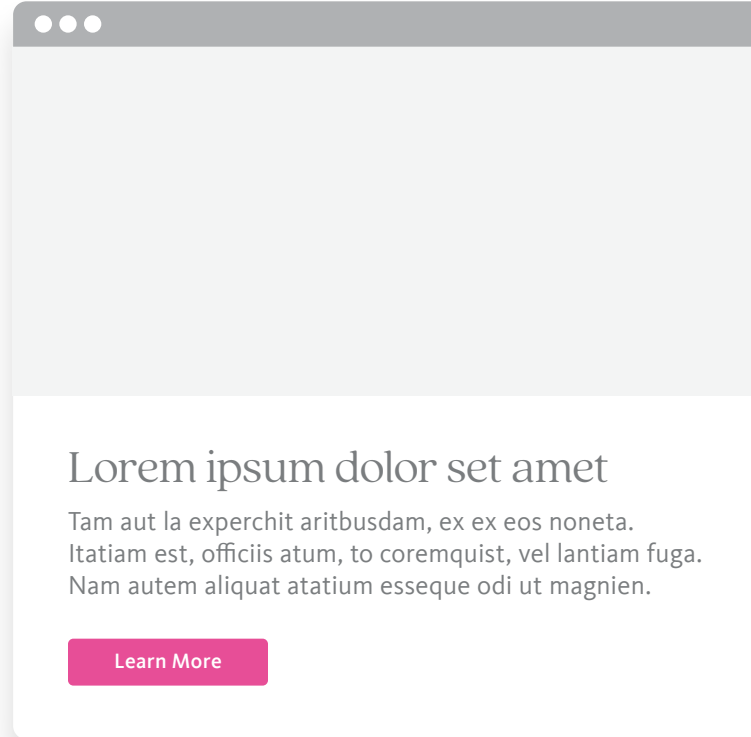 Lorem ipsum dolor set amet
Tam aut la experchit aritbusdam, ex ex eos noneta.
Itatiam est, officiis atum, to coremquist, vel lantiam fuga.
Nam autem aliquat atatium esseque odi ut magnien.
Learn More